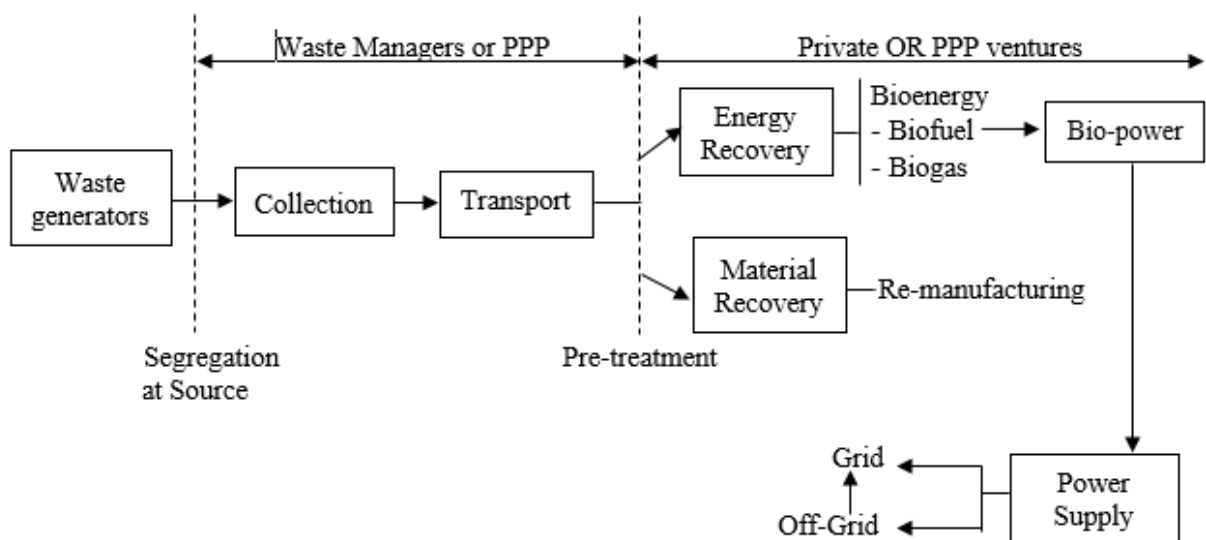 Waste Managers or PPP
Private OR PPP ventures
Waste
generators
Collection
Transport
Energy
Recovery
Bioenergy
- Biofuel
- Biogas
Bio-power
Material
Recovery
Re-manufacturing
Segregation
at Source
Pre-treatment
Grid
Off-Grid
Power
Supply